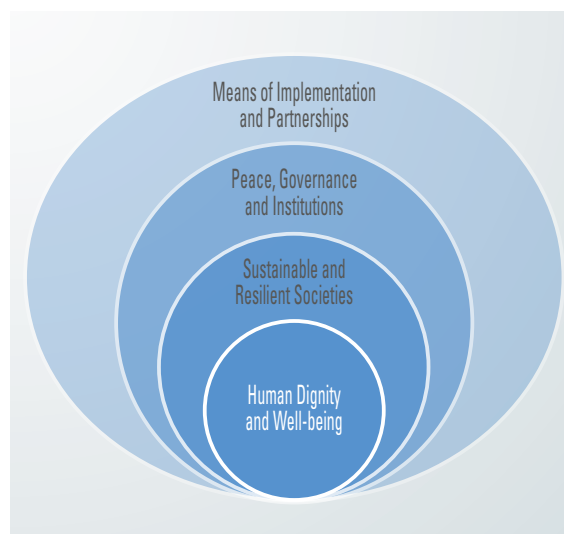 Means of Implementation
and Partnerships
Peace, Governance
and Institutions
Sustainable and
Resilient Societies
Human Dignity
and Well-being